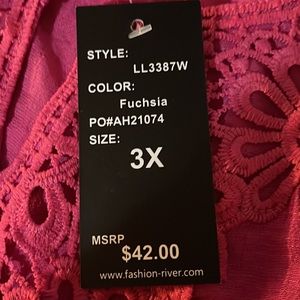 STYLE:
LL3387W
COLOR:
Fuchsia
PO#AH21074
SIZE:
3X
MSRP
$42.00
www.fashion-river.com